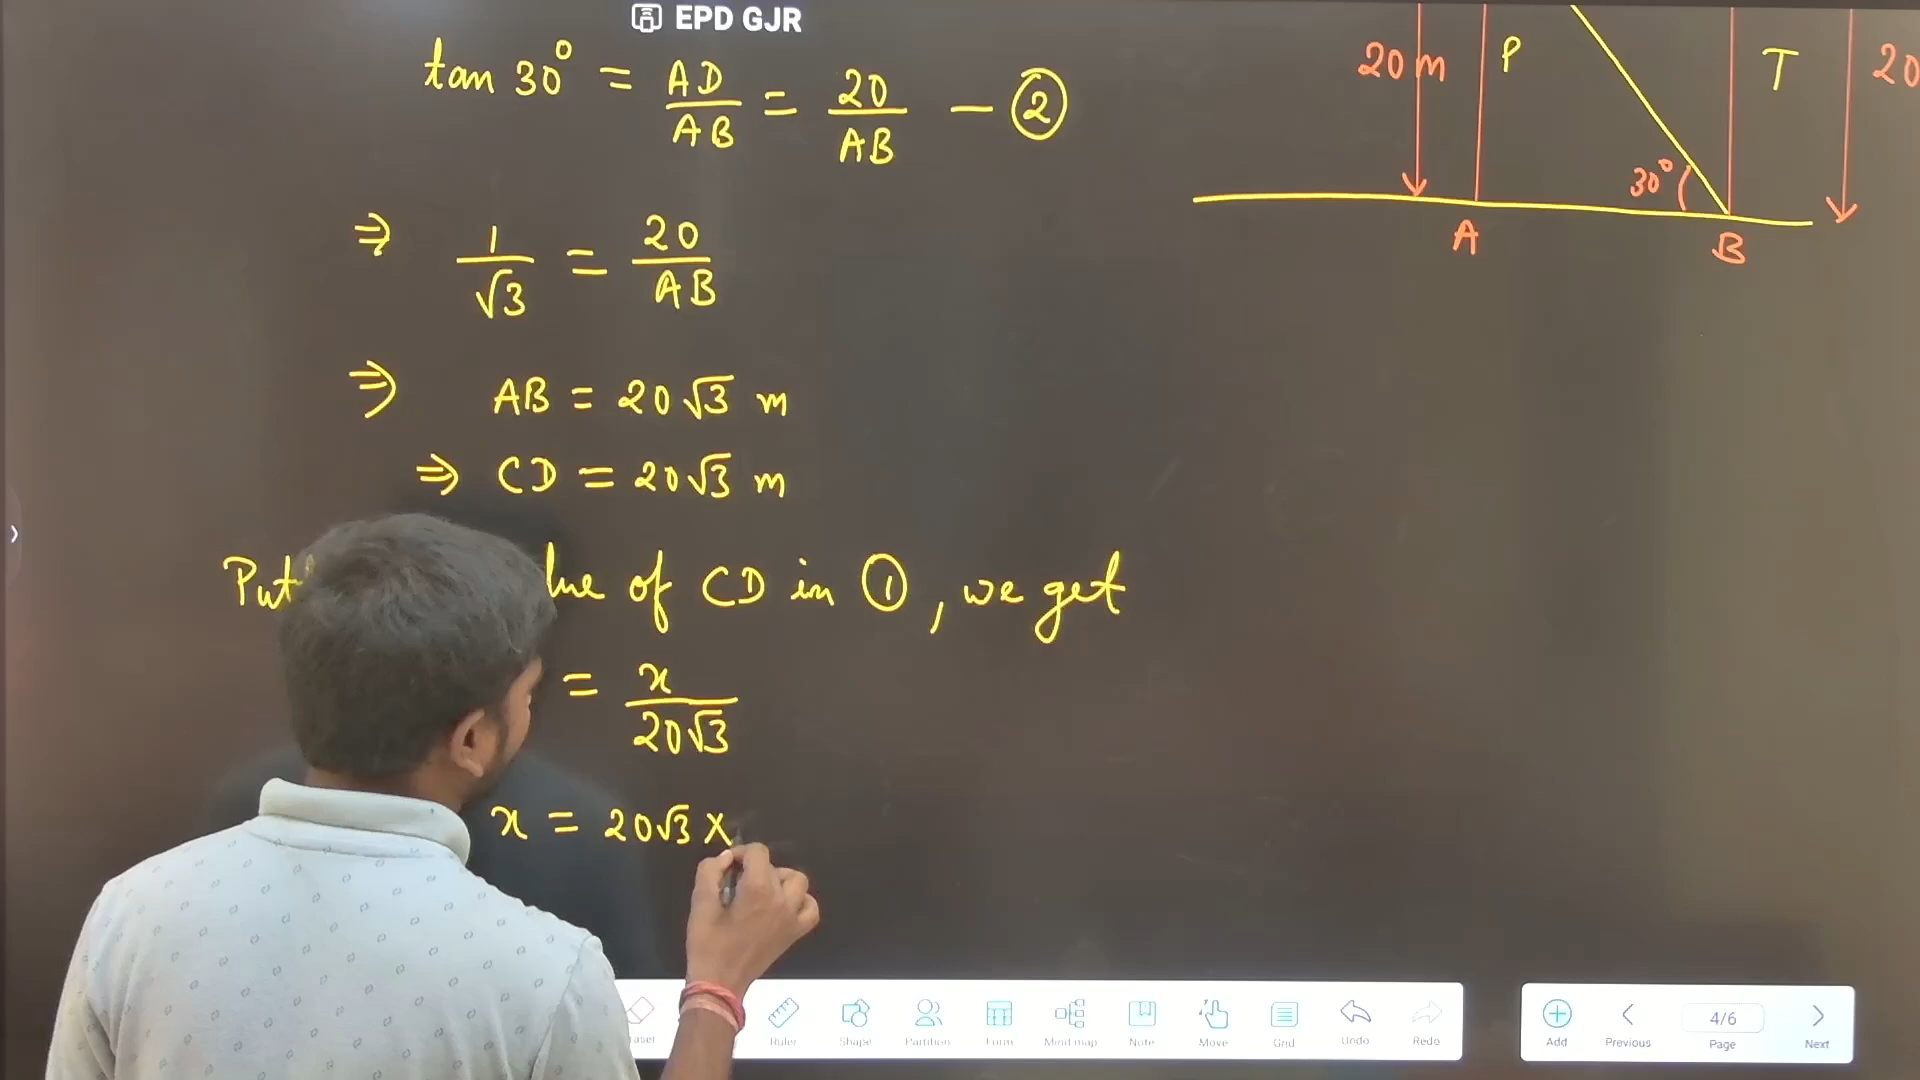 EPD GJR
tan 30° = AD/AB = 20/AB — ②
⇒ 1/√3 = 20/AB
⇒ AB = 20√3 m
⇒ CD = 20√3 m
of CD in ①, we get
= x/20√3
x = 20√3 ×
20 m
P
T
20
30°
A
B
Ruler
Shape
Partition
Form
Mind map
Note
Move
Grid
Undo
Redo
Add
Previous
4/6
Page
Next